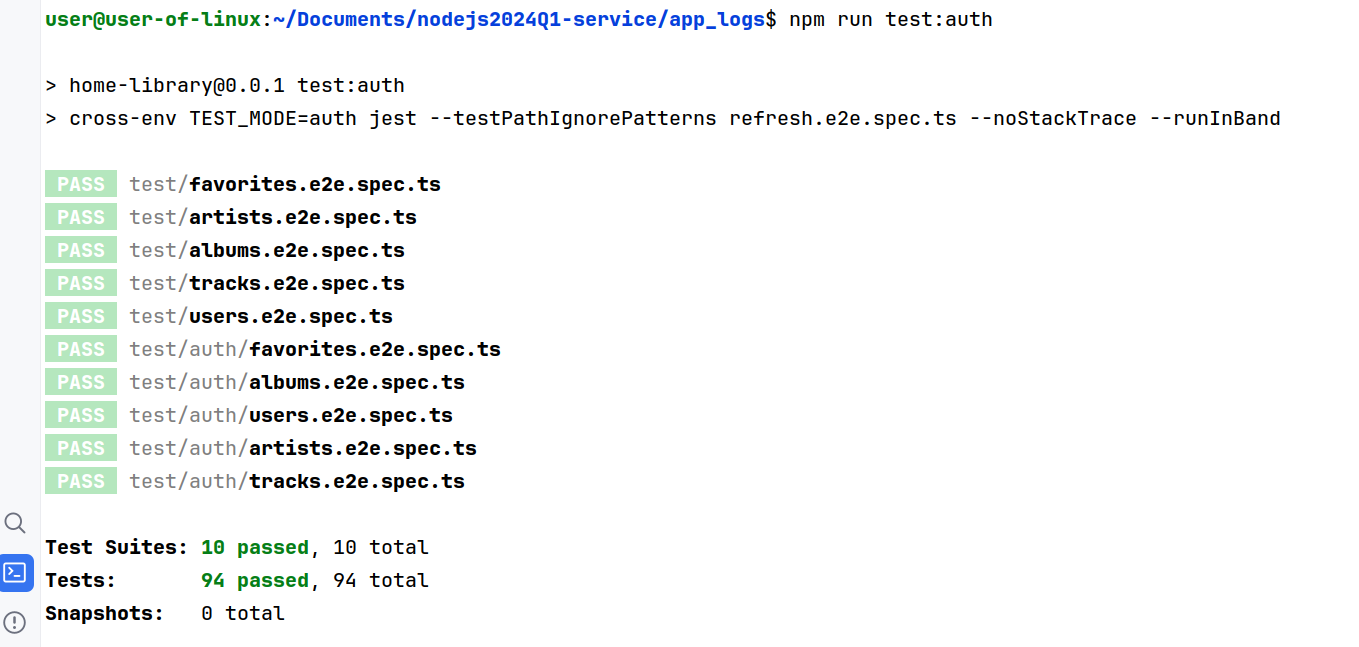 user@user-of-linux:~/Documents/nodejs2024Q1-service/app_logs$ npm run test:auth
> home-library@0.0.1 test:auth
> cross-env TEST_MODE=auth jest --testPathIgnorePatterns refresh.e2e.spec.ts --noStackTrace --runInBand
PASS test/favorites.e2e.spec.ts
PASS test/artists.e2e.spec.ts
PASS test/albums.e2e.spec.ts
PASS test/tracks.e2e.spec.ts
PASS test/users.e2e.spec.ts
PASS test/auth/favorites.e2e.spec.ts
PASS test/auth/albums.e2e.spec.ts
PASS test/auth/users.e2e.spec.ts
PASS test/auth/artists.e2e.spec.ts
PASS test/auth/tracks.e2e.spec.ts
Test Suites: 10 passed, 10 total
Tests: 94 passed, 94 total
Snapshots: 0 total